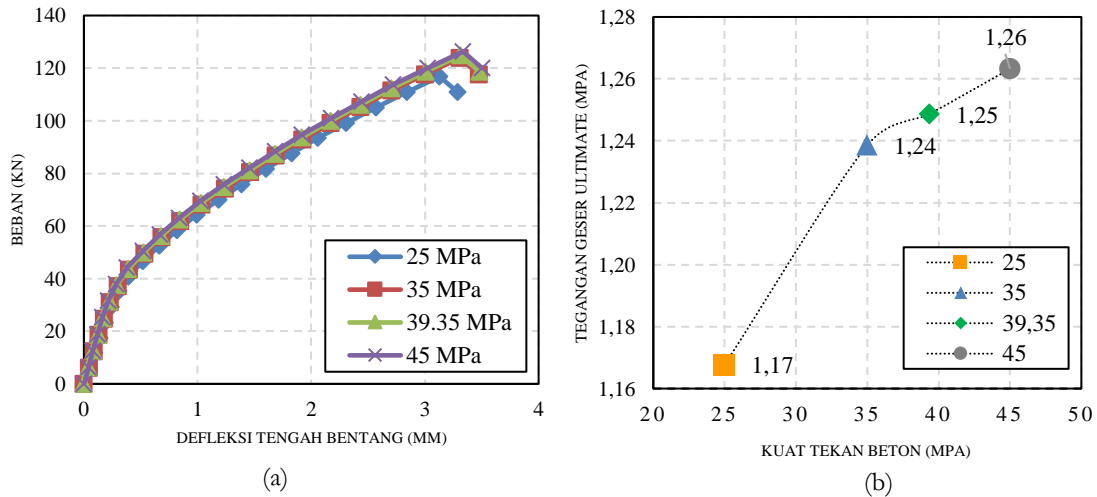 140
120
100
80
60
40
20
0
BEBAN (KN)
0 1 2 3 4
DEFLEKSI TENGAH BENTANG (MM)
25 MPa
35 MPa
39.35 MPa
45 MPa
(a)
1,28
1,26
1,24
1,22
1,20
1,18
1,16
TEGANGAN GESER ULTIMATE (MPA)
1,26
1,25
1,24
1,17
25
35
39,35
45
20 25 30 35 40 45 50
KUAT TEKAN BETON (MPA)
(b)